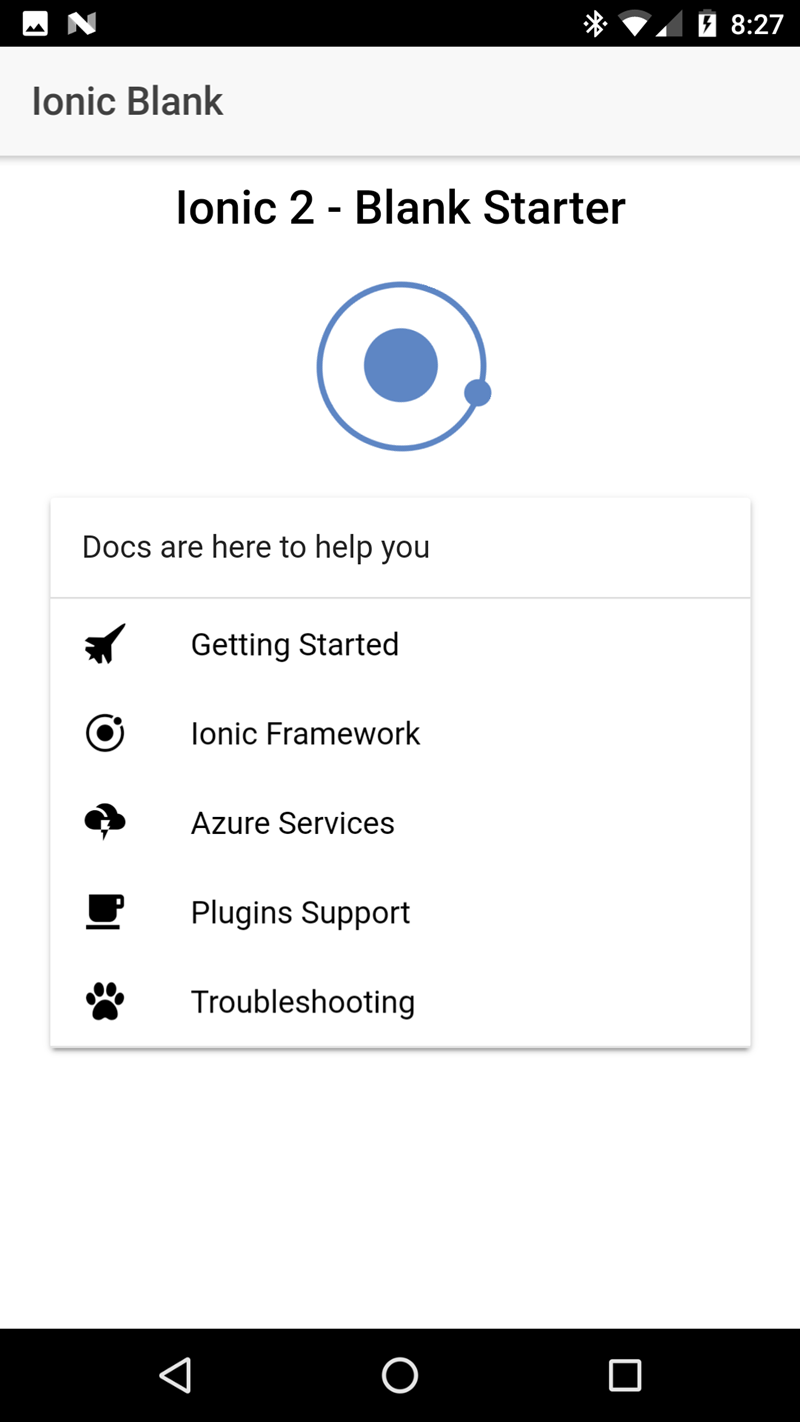 8:27
Ionic Blank
Ionic 2 - Blank Starter
Docs are here to help you
Getting Started
Ionic Framework
Azure Services
Plugins Support
Troubleshooting